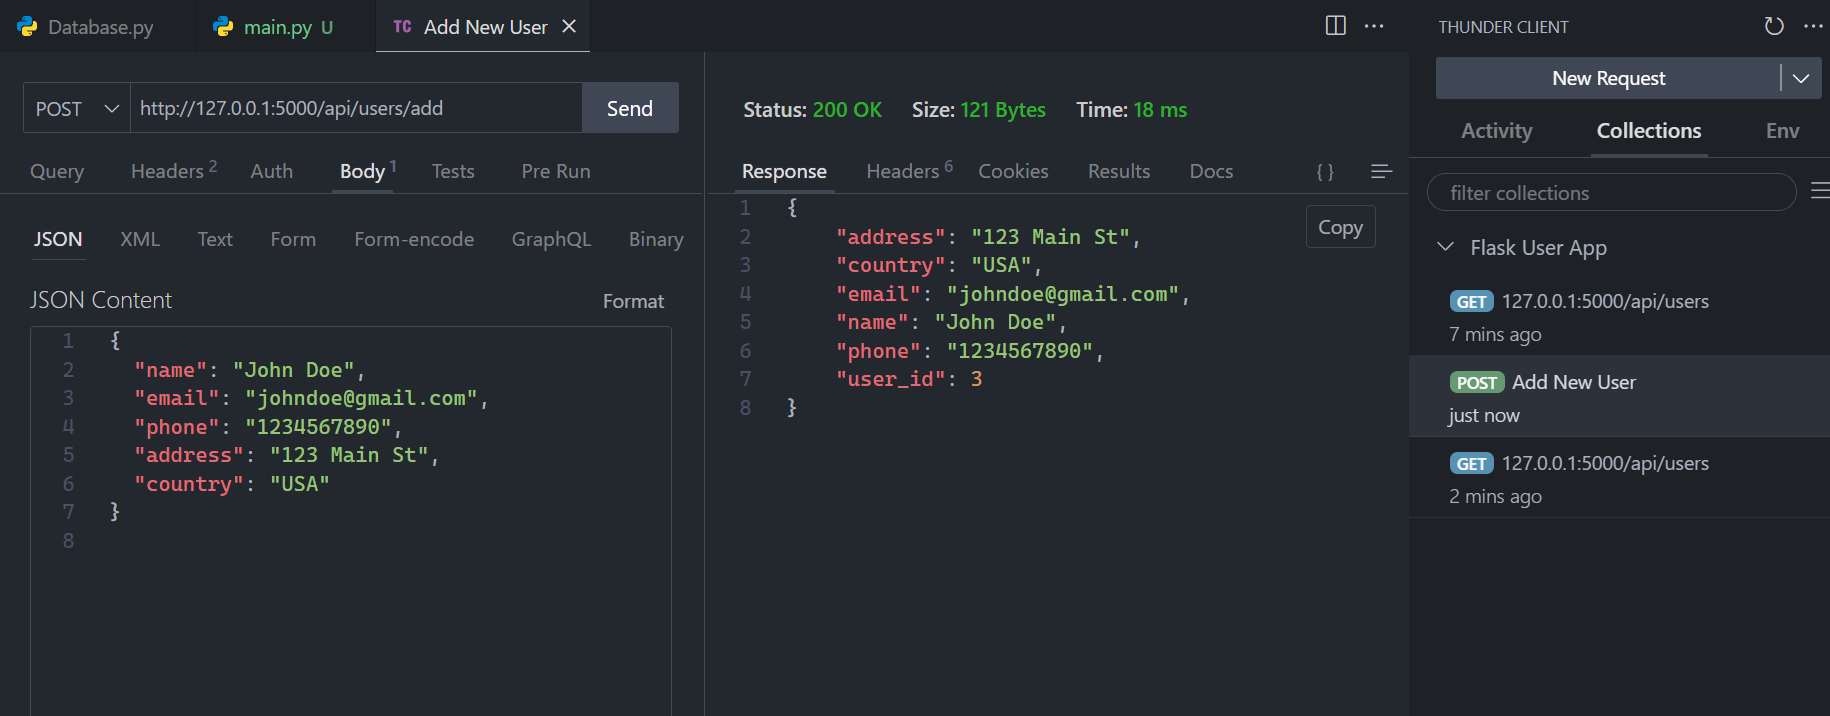 Database.py
main.py U
TC Add New User
THUNDER CLIENT
POST http://127.0.0.1:5000/api/users/add Send
Query Headers 2 Auth Body 1 Tests Pre Run
JSON XML Text Form Form-encode GraphQL Binary
JSON Content Format
1 {
2 "name": "John Doe",
3 "email": "johndoe@gmail.com",
4 "phone": "1234567890",
5 "address": "123 Main St",
6 "country": "USA"
7 }
8
Status: 200 OK Size: 121 Bytes Time: 18 ms
Response Headers 6 Cookies Results Docs {}
Copy
1 {
2 "address": "123 Main St",
3 "country": "USA",
4 "email": "johndoe@gmail.com",
5 "name": "John Doe",
6 "phone": "1234567890",
7 "user_id": 3
8 }
New Request
Activity Collections Env
filter collections
Flask User App
GET 127.0.0.1:5000/api/users
7 mins ago
POST Add New User
just now
GET 127.0.0.1:5000/api/users
2 mins ago